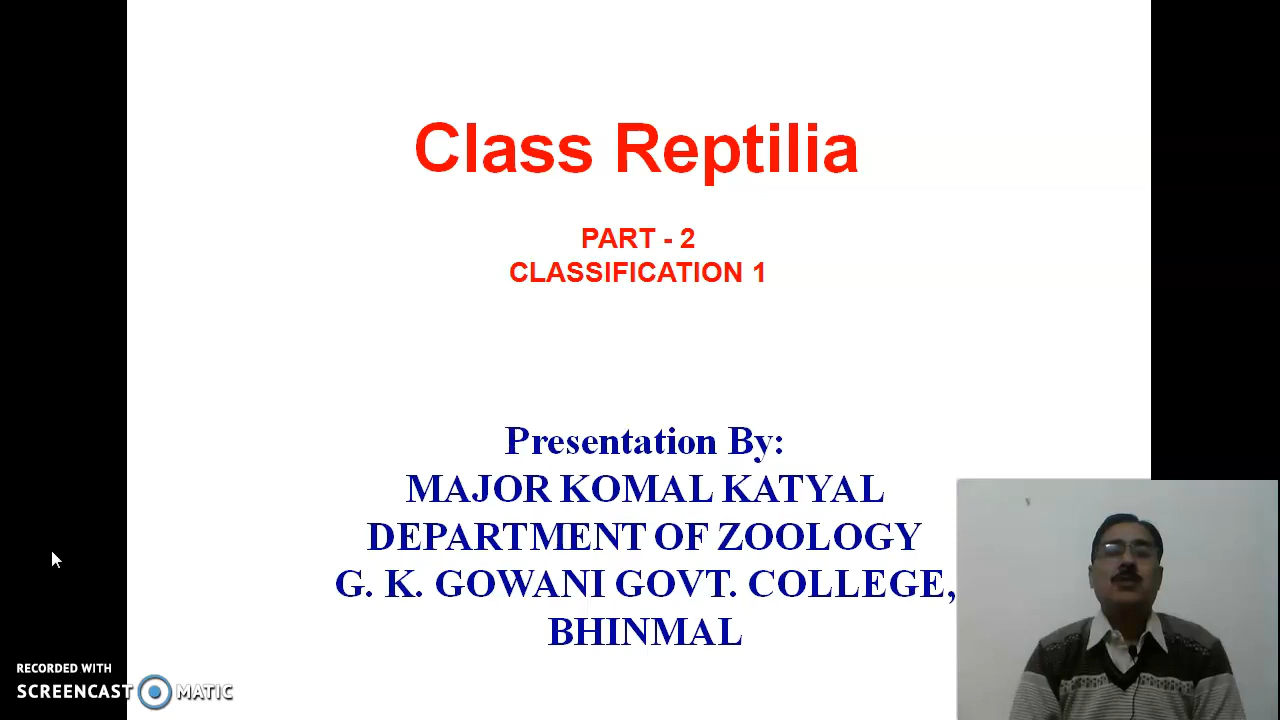 Class Reptilia
PART - 2
CLASSIFICATION 1
Presentation By:
MAJOR KOMAL KATYAL
DEPARTMENT OF ZOOLOGY
G. K. GOWANI GOVT. COLLEGE,
BHINMAL
RECORDED WITH
SCREENCAST MATIC